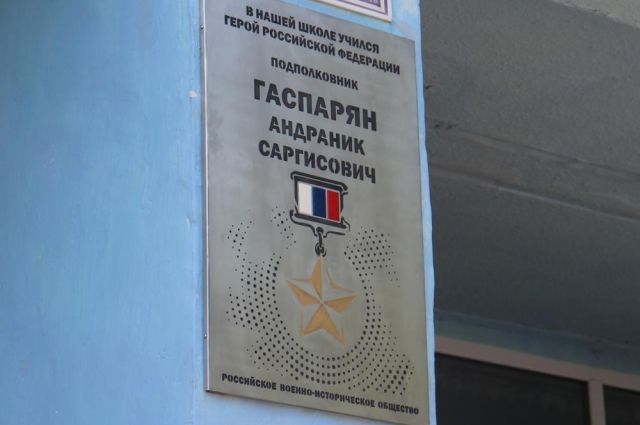 В НАШЕЙ ШКОЛЕ УЧИЛСЯ
ГЕРОЙ РОССИЙСКОЙ ФЕДЕРАЦИИ
ПОДПОЛКОВНИК
ГАСПАРЯН
АНДРАНИК
САРГИСОВИЧ
РОССИЙСКОЕ ВОЕННО-ИСТОРИЧЕСКОЕ ОБЩЕСТВО